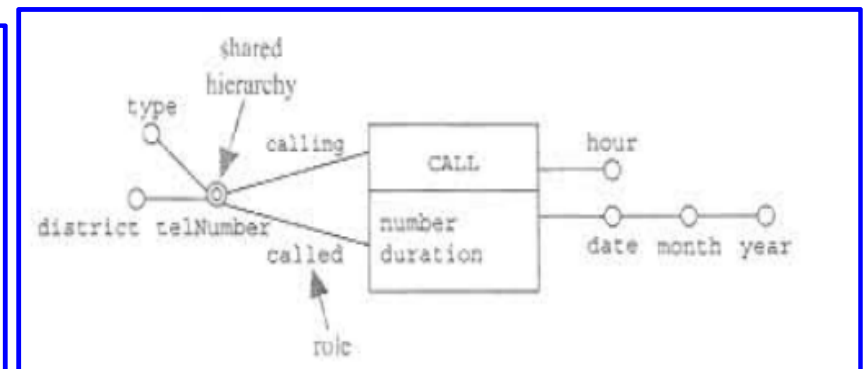 shared
hierarchy
type
calling
CALL
hour
district telNumber
number
duration
called
date month year
role